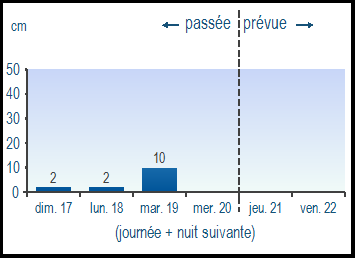 ← passée prévue →
cm
50
40
30
20
10
0
2 2 10
dim. 17 lun. 18 mar. 19 mer. 20 jeu. 21 ven. 22
(journée + nuit suivante)